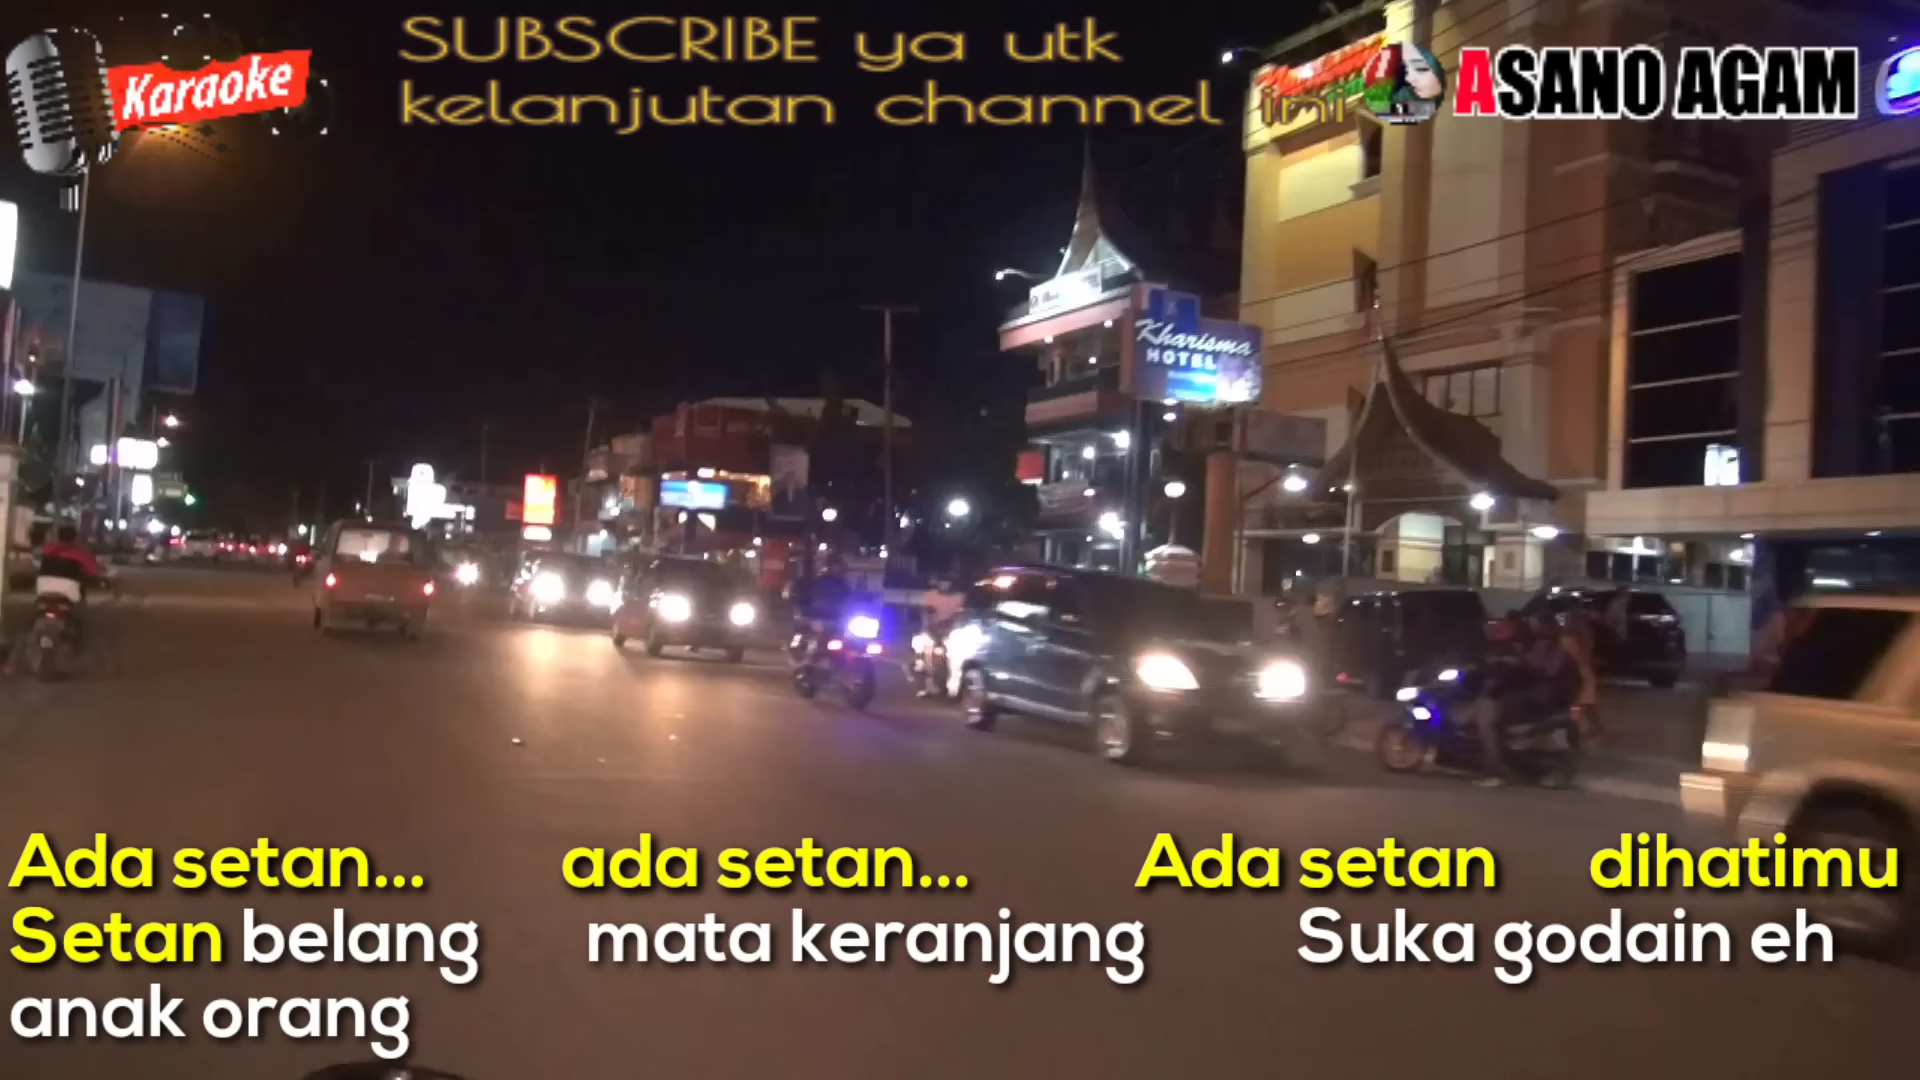 Karaoke
SUBSCRIBE ya utk
kelanjutan channel imi
ASANO AGAM
Kharisma
HOTEL
Ada setan... ada setan... Ada setan dihatimu
Setan belang mata keranjang Suka godain eh
anak orang